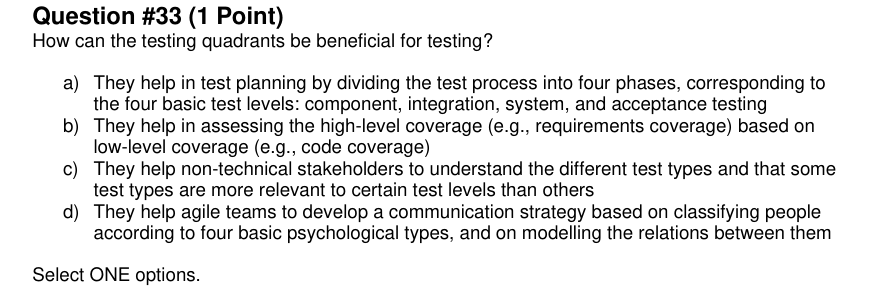 Question #33 (1 Point)
How can the testing quadrants be beneficial for testing?
a) They help in test planning by dividing the test process into four phases, corresponding to
the four basic test levels: component, integration, system, and acceptance testing
b) They help in assessing the high-level coverage (e.g., requirements coverage) based on
low-level coverage (e.g., code coverage)
c) They help non-technical stakeholders to understand the different test types and that some
test types are more relevant to certain test levels than others
d) They help agile teams to develop a communication strategy based on classifying people
according to four basic psychological types, and on modelling the relations between them
Select ONE options.